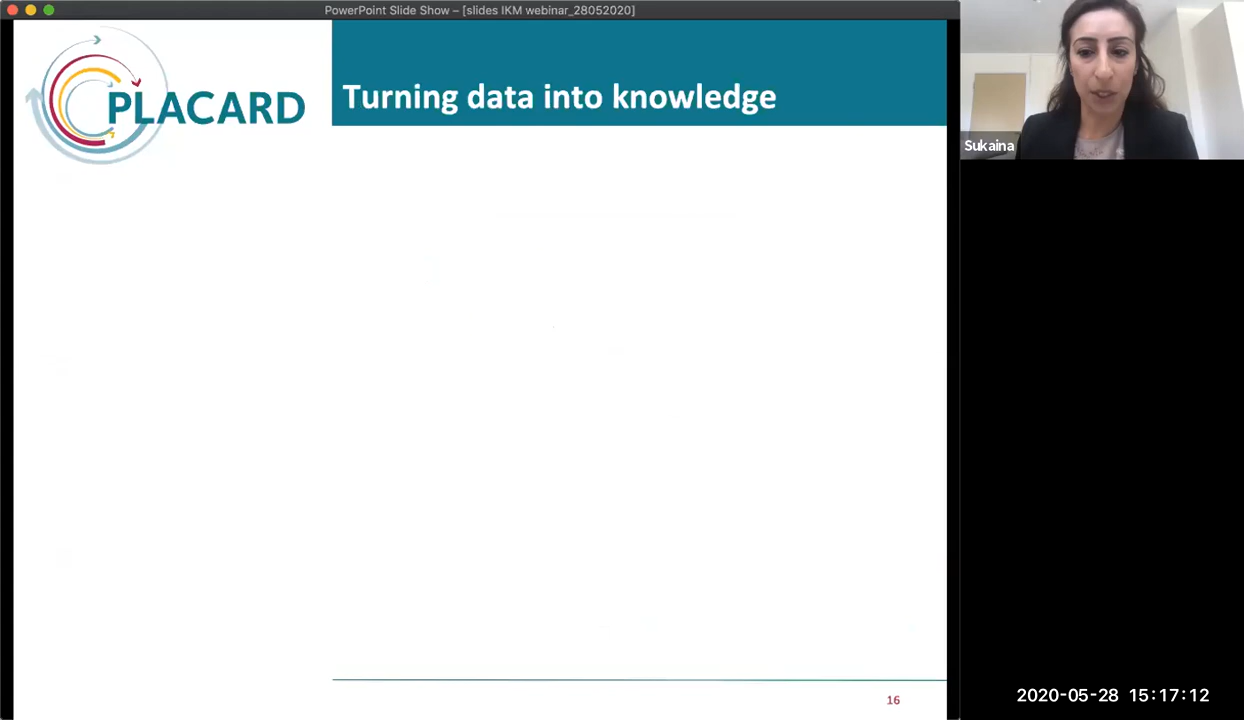 PowerPoint Slide Show – [slides IKM webinar_28052020]
PLACARD
Turning data into knowledge
Sukaina
16
2020-05-28 15:17:12